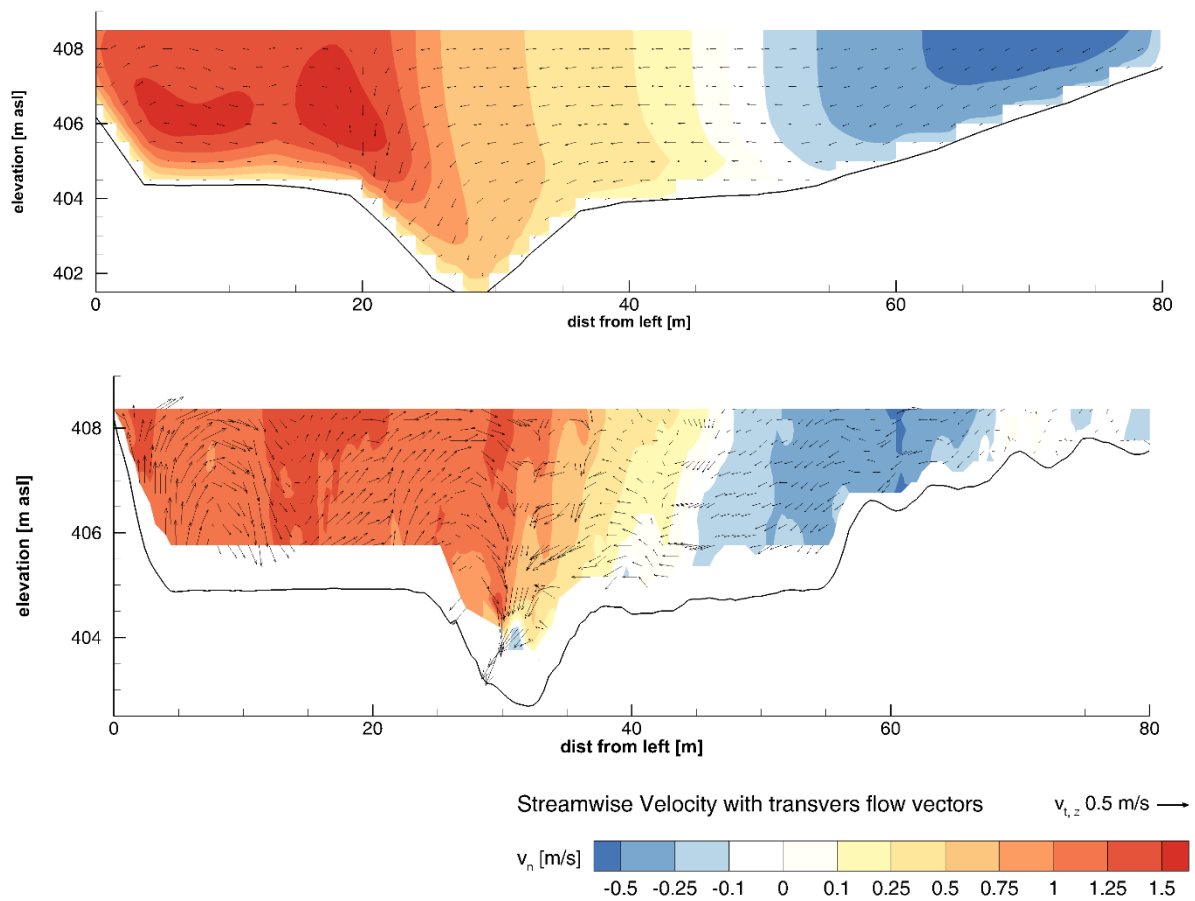 408
406
404
402
elevation [m asl]
0
20
40
60
80
dist from left [m]
408
406
404
elevation [m asl]
0
20
40
60
80
dist from left [m]
Streamwise Velocity with transvers flow vectors
vt, z 0.5 m/s
vn [m/s]
-0.5 -0.25 -0.1 0 0.1 0.25 0.5 0.75 1 1.25 1.5